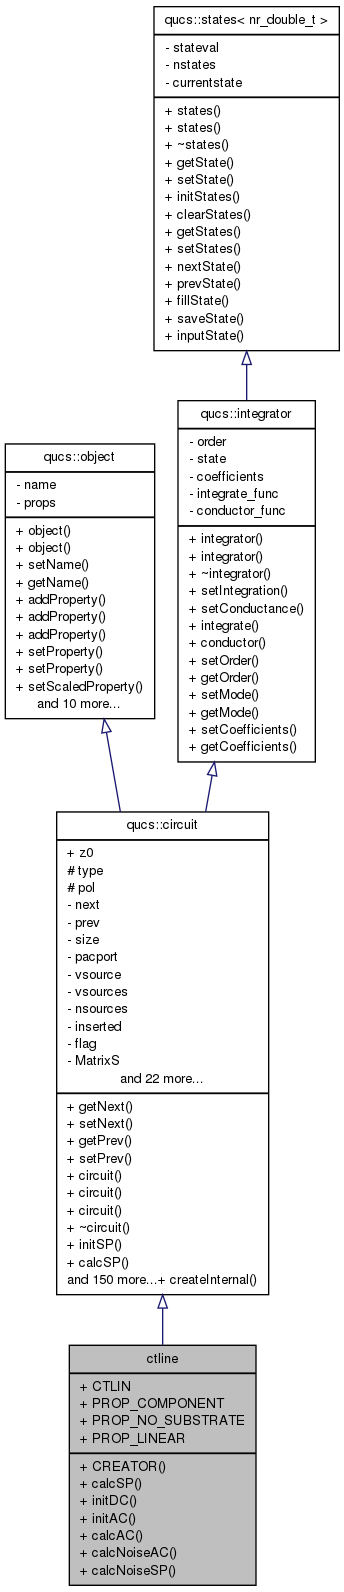 qucs::states< nr_double_t >
- stateval
- nstates
- currentstate
+ states()
+ states()
+ ~states()
+ getState()
+ setState()
+ initStates()
+ clearStates()
+ getStates()
+ setStates()
+ nextState()
+ prevState()
+ fillState()
+ saveState()
+ inputState()
qucs::integrator
- order
- state
- coefficients
- integrate_func
- conductor_func
+ integrator()
+ integrator()
+ ~integrator()
+ setIntegration()
+ setConductance()
+ integrate()
+ conductor()
+ setOrder()
+ getOrder()
+ setMode()
+ getMode()
+ setCoefficients()
+ getCoefficients()
qucs::object
- name
- props
+ object()
+ object()
+ setName()
+ getName()
+ addProperty()
+ addProperty()
+ addProperty()
+ setProperty()
+ setProperty()
+ setScaledProperty()
and 10 more...
qucs::circuit
+ z0
# type
# pol
- next
- prev
- size
- pacport
- vsource
- vsources
- nsources
- inserted
- flag
- MatrixS
and 22 more...
+ getNext()
+ setNext()
+ getPrev()
+ setPrev()
+ circuit()
+ circuit()
+ circuit()
+ ~circuit()
+ initSP()
+ calcSP()
and 150 more...+ createInternal()
ctline
+ CTLIN
+ PROP_COMPONENT
+ PROP_NO_SUBSTRATE
+ PROP_LINEAR
+ CREATOR()
+ calcSP()
+ initDC()
+ initAC()
+ calcAC()
+ calcNoiseAC()
+ calcNoiseSP()